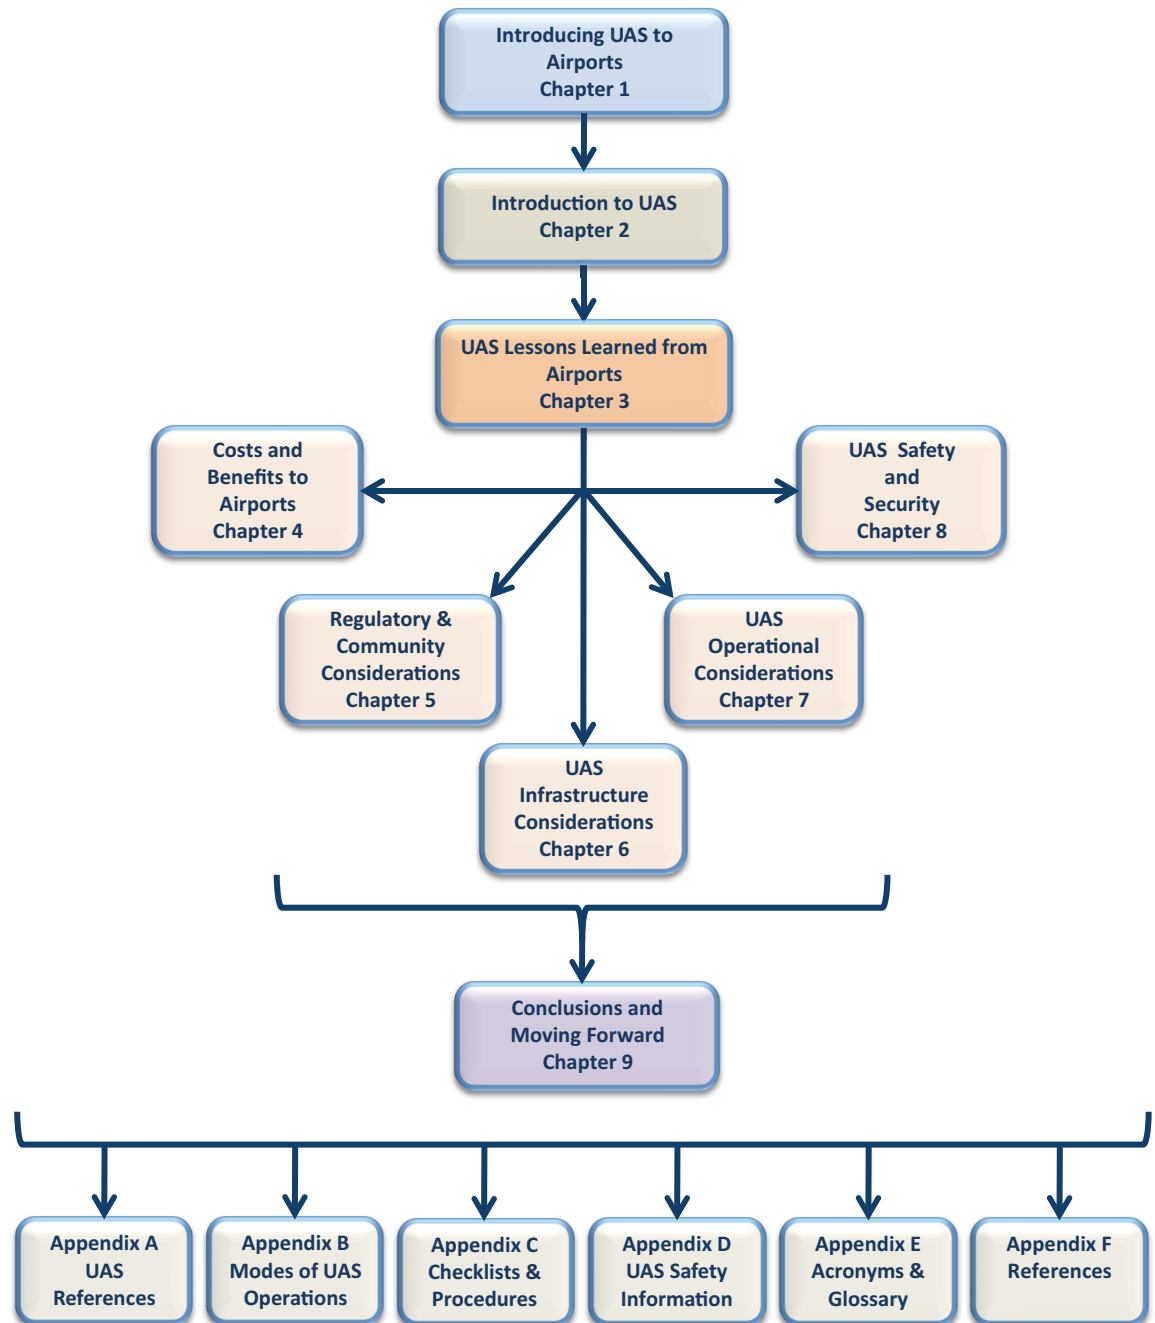 Introducing UAS to
Airports
Chapter 1
Introduction to UAS
Chapter 2
UAS Lessons Learned from
Airports
Chapter 3
Costs and
Benefits to
Airports
Chapter 4
UAS Safety
and
Security
Chapter 8
Regulatory &
Community
Considerations
Chapter 5
UAS
Operational
Considerations
Chapter 7
UAS
Infrastructure
Considerations
Chapter 6
Conclusions and
Moving Forward
Chapter 9
Appendix A
UAS
References
Appendix B
Modes of UAS
Operations
Appendix C
Checklists &
Procedures
Appendix D
UAS Safety
Information
Appendix E
Acronyms &
Glossary
Appendix F
References